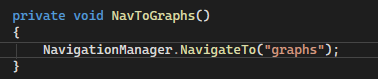 private void NavToGraphs()
{
    NavigationManager.NavigateTo("graphs");
}